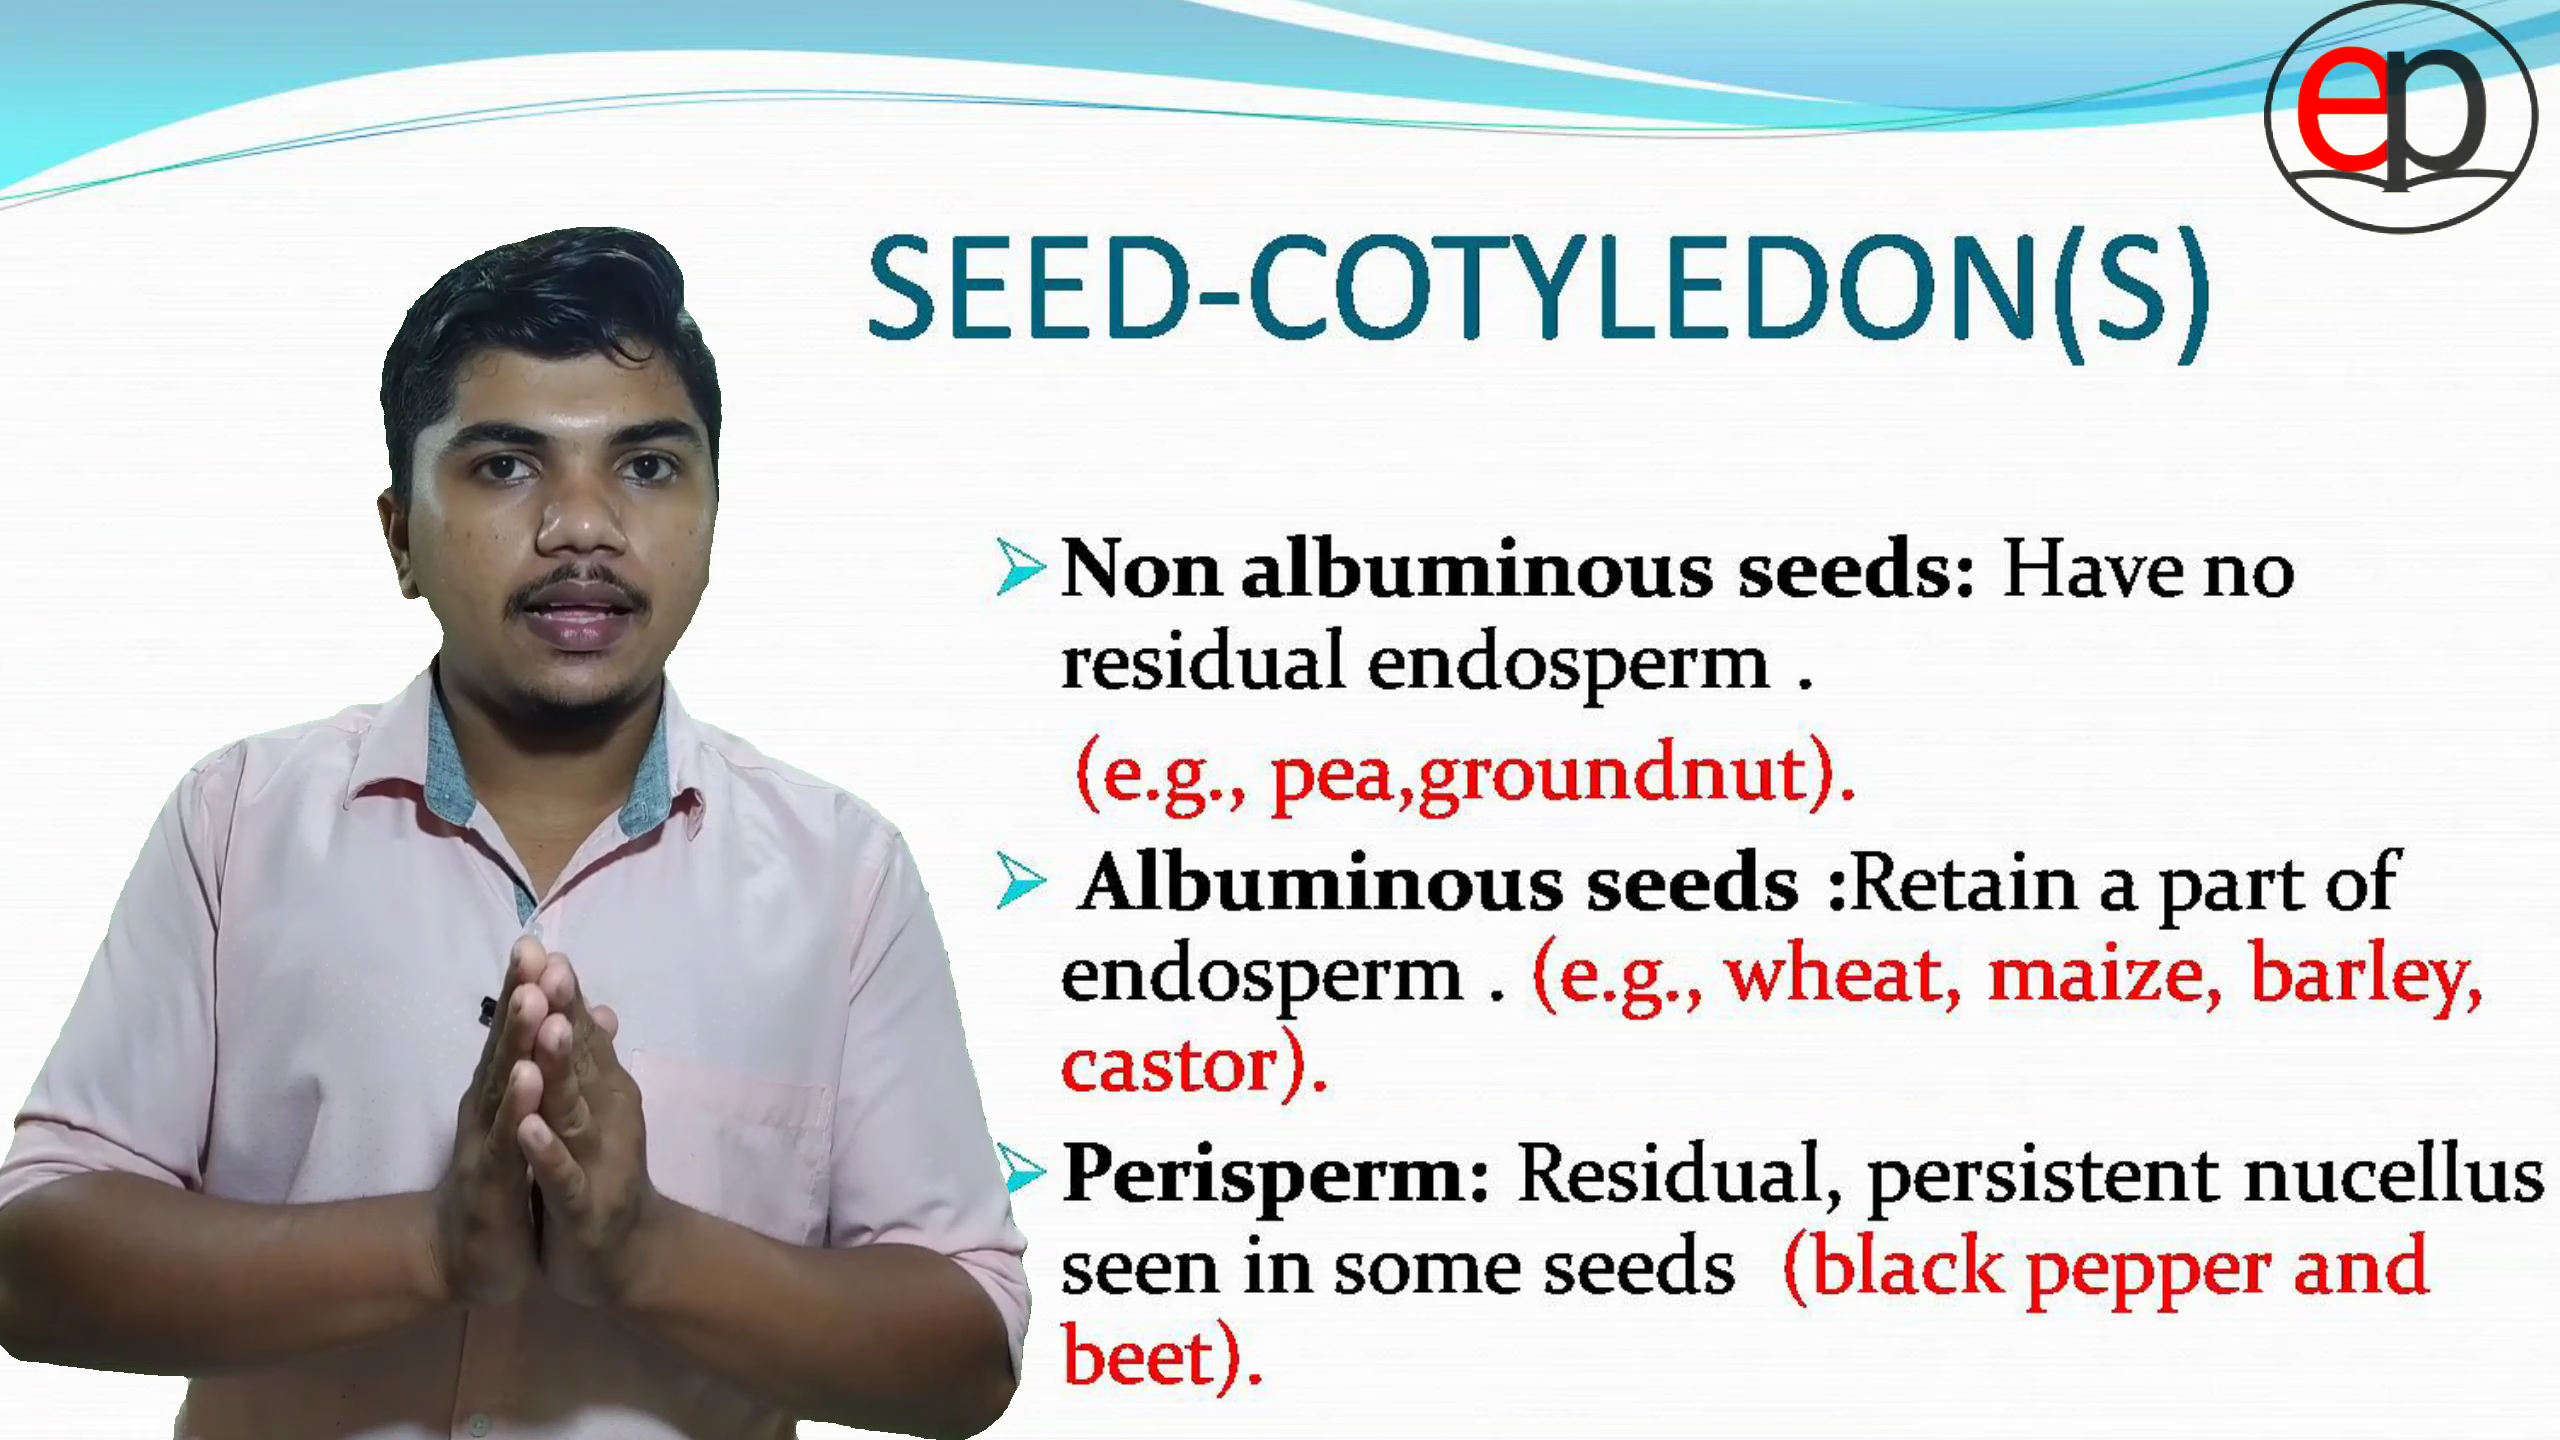 ep
SEED-COTYLEDON(S)
Non albuminous seeds: Have no
residual endosperm .
(e.g., pea,groundnut).
Albuminous seeds :Retain a part of
endosperm . (e.g., wheat, maize, barley,
castor).
Perisperm: Residual, persistent nucellus
seen in some seeds (black pepper and
beet).